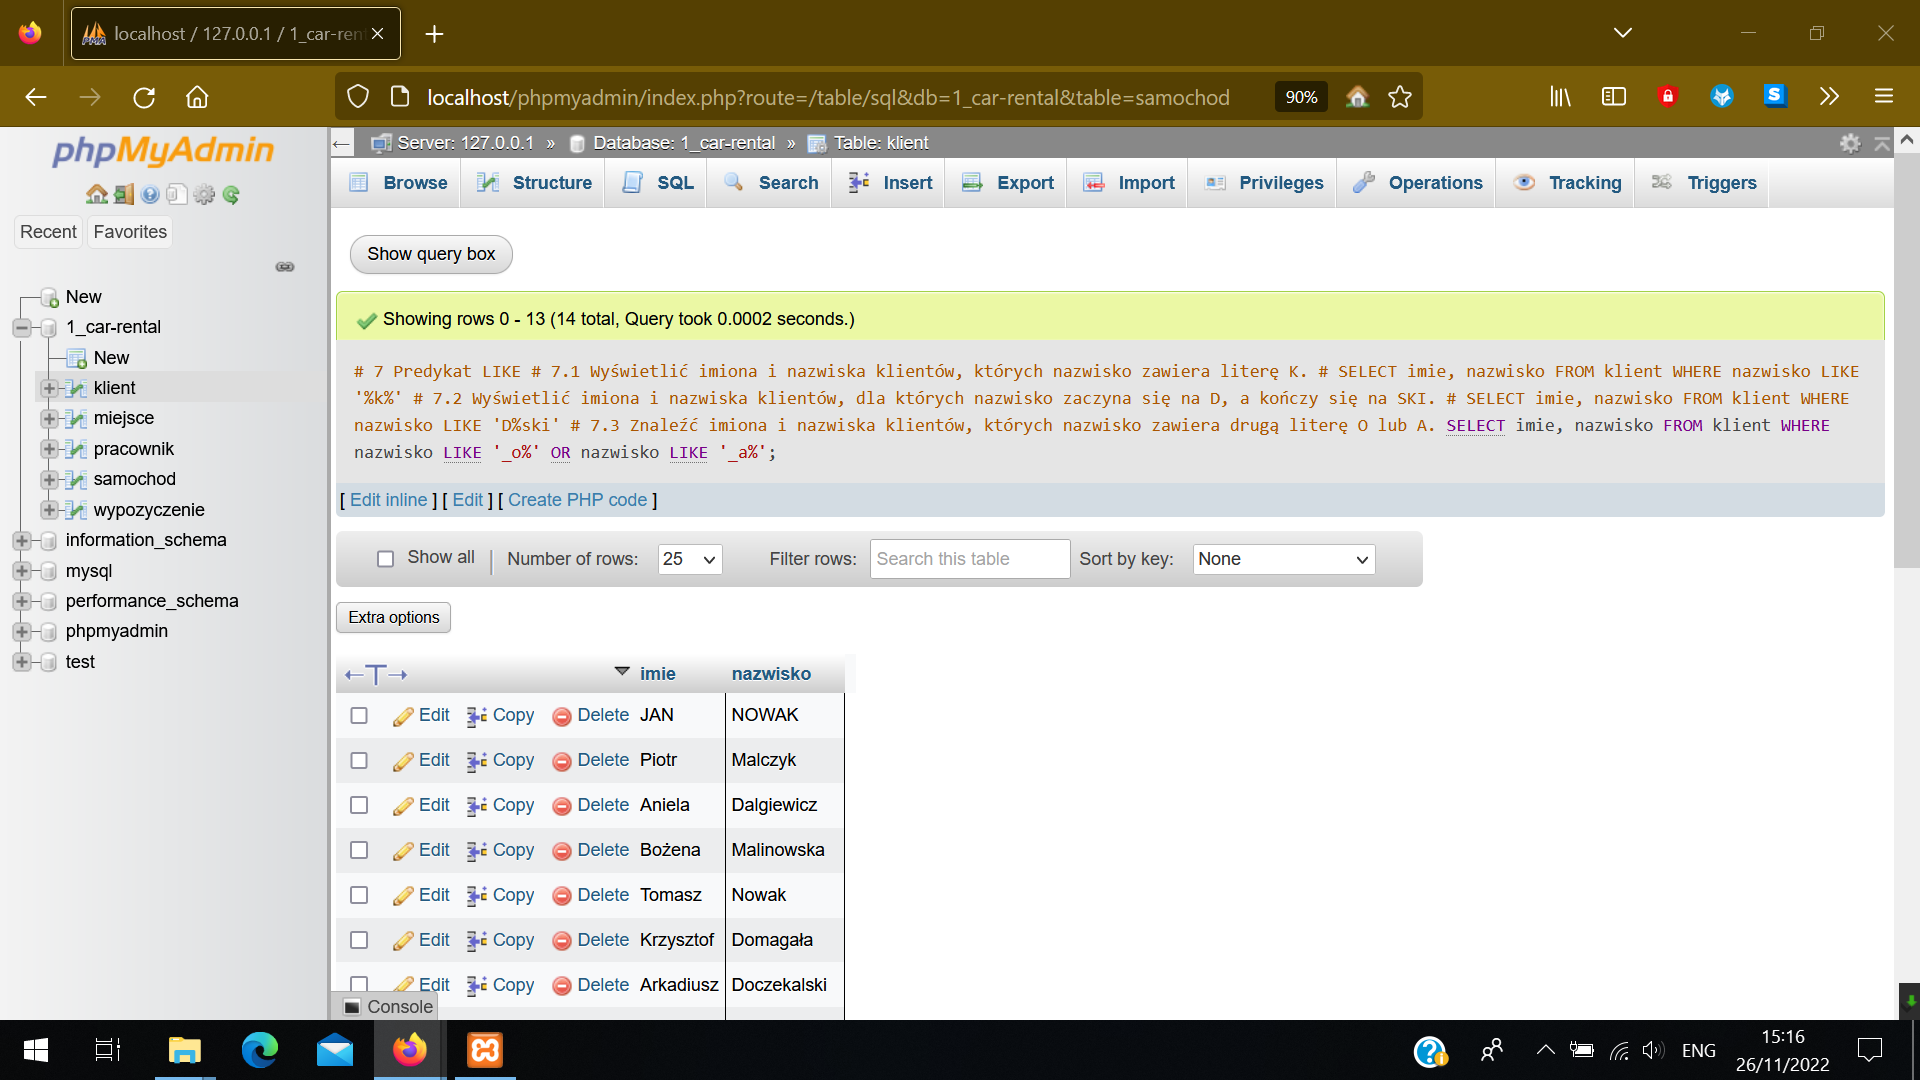 localhost / 127.0.0.1 / 1_car-ren
localhost/phpmyadmin/index.php?route=/table/sql&db=1_car-rental&table=samochod
90%
S
phpMyAdmin
Recent
Favorites
New
1_car-rental
New
klient
miejsce
pracownik
samochod
wypozyczenie
information_schema
mysql
performance_schema
phpmyadmin
test
Server: 127.0.0.1 » Database: 1_car-rental » Table: klient
Browse Structure SQL Search Insert Export Import Privileges Operations Tracking Triggers
Show query box
Showing rows 0 - 13 (14 total, Query took 0.0002 seconds.)
# 7 Predykat LIKE # 7.1 Wyświetlić imiona i nazwiska klientów, których nazwisko zawiera literę K. # SELECT imie, nazwisko FROM klient WHERE nazwisko LIKE
'%k%' # 7.2 Wyświetlić imiona i nazwiska klientów, dla których nazwisko zaczyna się na D, a kończy się na SKI. # SELECT imie, nazwisko FROM klient WHERE
nazwisko LIKE 'D%ski' # 7.3 Znaleźć imiona i nazwiska klientów, których nazwisko zawiera drugą literę O lub A. SELECT imie, nazwisko FROM klient WHERE
nazwisko LIKE '_o%' OR nazwisko LIKE '_a%';
[ Edit inline ] [ Edit ] [ Create PHP code ]
Show all | Number of rows: 25 Filter rows: Search this table Sort by key: None
Extra options
←T→ imie nazwisko
Edit Copy Delete JAN NOWAK
Edit Copy Delete Piotr Malczyk
Edit Copy Delete Aniela Dalgiewicz
Edit Copy Delete Bożena Malinowska
Edit Copy Delete Tomasz Nowak
Edit Copy Delete Krzysztof Domagała
Edit Copy Delete Arkadiusz Doczekalski
Console
ENG
15:16
26/11/2022